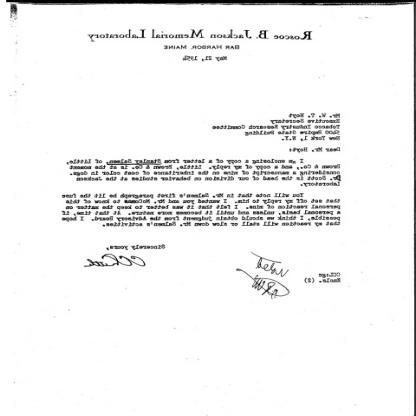 Roscoe B. Jackson Memorial Laboratory
BAR HARBOR, MAINE
May 21, 1954
Mr. W. T. Hoyt
Executive Secretary
Tobacco Industry Research Committee
5400 Empire State Building
New York 1, N.Y.
Dear Mr. Hoyt:
I am enclosing a copy of a letter from Stanley Salmen, of Little,
Brown & Co., and a copy of my reply. Little, Brown & Co. is at the moment
considering a manuscript of mine on the inheritance of coat color in dogs.
Dr. Scott is the head of our division on behavior studies at the Jackson
Laboratory.
You will note that in Mr. Salmen's first paragraph he lit the fuse
that set off my reply to him. I wanted you and Mr. to know of this
personal reaction of mine. I felt that it was better to keep the matter on
a personal basis, unless and until it becomes more mature. At that time, if
possible, I think we should obtain judgment from the Advisory Board. I hope
that my reaction will stall or slow down Mr. Salmen's activities.
Sincerely yours,
Encls. (2)